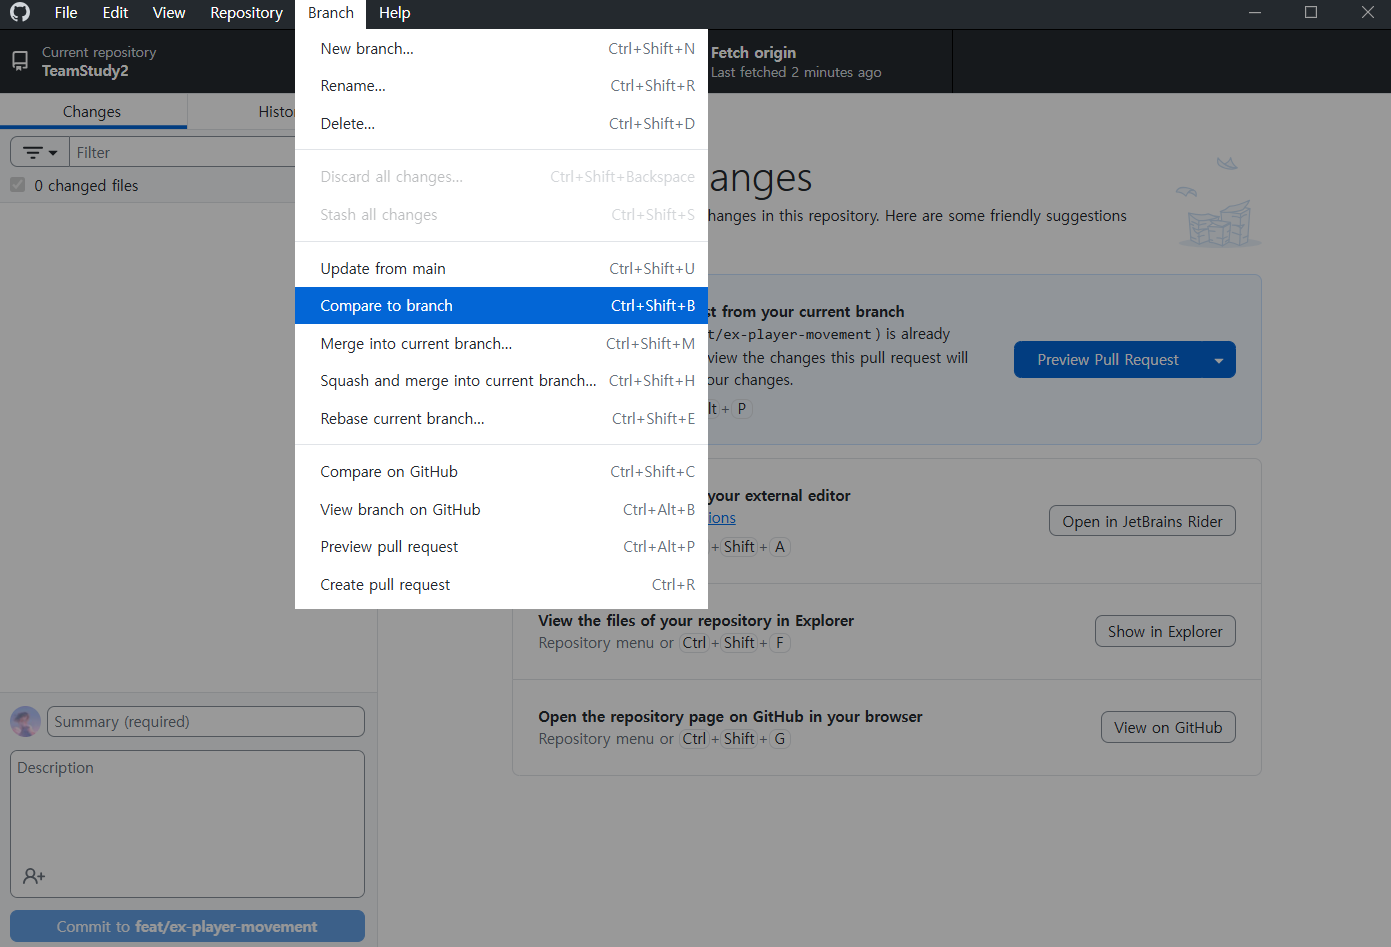 File Edit View Repository Branch Help
Current repository
TeamStudy2
Fetch origin
Last fetched 2 minutes ago
Changes
Histo
Filter
0 changed files
New branch... Ctrl+Shift+N
Rename... Ctrl+Shift+R
Delete... Ctrl+Shift+D
Discard all changes... Ctrl+Shift+Backspace
Stash all changes Ctrl+Shift+S
Update from main Ctrl+Shift+U
Compare to branch Ctrl+Shift+B
Merge into current branch... Ctrl+Shift+M
Squash and merge into current branch... Ctrl+Shift+H
Rebase current branch... Ctrl+Shift+E
Compare on GitHub Ctrl+Shift+C
View branch on GitHub Ctrl+Alt+B
Preview pull request Ctrl+Alt+P
Create pull request Ctrl+R
anges
hanges in this repository. Here are some friendly suggestions
st from your current branch
t/ex-player-movement ) is already
view the changes this pull request will
our changes.
lt + P
Preview Pull Request
your external editor
ions
+ Shift + A
Open in JetBrains Rider
View the files of your repository in Explorer
Repository menu or Ctrl + Shift + F
Show in Explorer
Open the repository page on GitHub in your browser
Repository menu or Ctrl + Shift + G
View on GitHub
Summary (required)
Description
Commit to feat/ex-player-movement